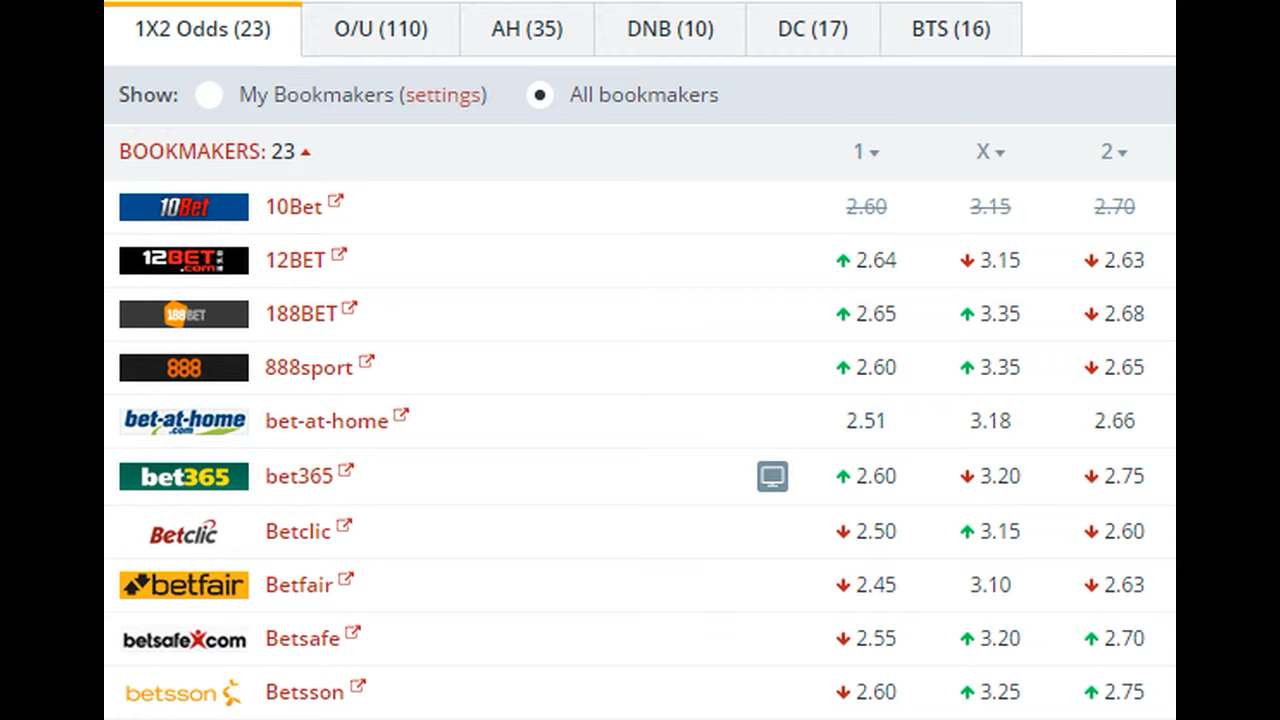 1X2 Odds (23) O/U (110) AH (35) DNB (10) DC (17) BTS (16)
Show: My Bookmakers (settings) All bookmakers
BOOKMAKERS: 23 1 X 2
10Bet 10Bet 2.60 3.15 2.70
12BET.com 12BET 2.64 3.15 2.63
188BET 188BET 2.65 3.35 2.68
888 888sport 2.60 3.35 2.65
bet-at-home.com bet-at-home 2.51 3.18 2.66
bet365 bet365 2.60 3.20 2.75
Betclic Betclic 2.50 3.15 2.60
betfair Betfair 2.45 3.10 2.63
betsafe.com Betsafe 2.55 3.20 2.70
betsson Betsson 2.60 3.25 2.75